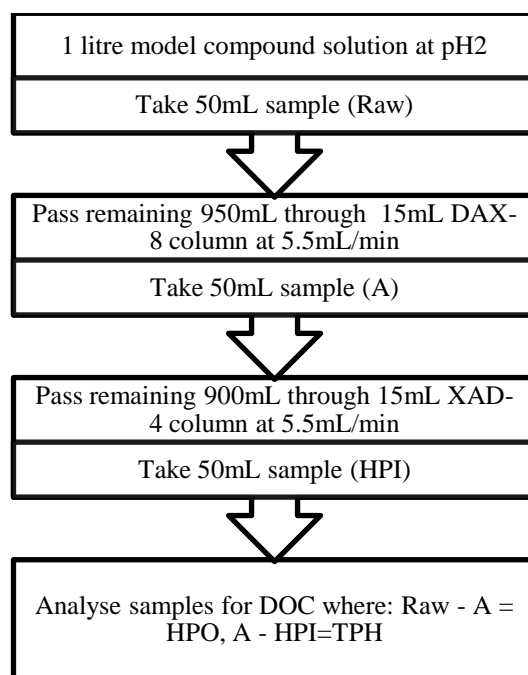 1 litre model compound solution at pH2
Take 50mL sample (Raw)
Pass remaining 950mL through 15mL DAX-
8 column at 5.5mL/min
Take 50mL sample (A)
Pass remaining 900mL through 15mL XAD-
4 column at 5.5mL/min
Take 50mL sample (HPI)
Analyse samples for DOC where: Raw - A =
HPO, A - HPI=TPH